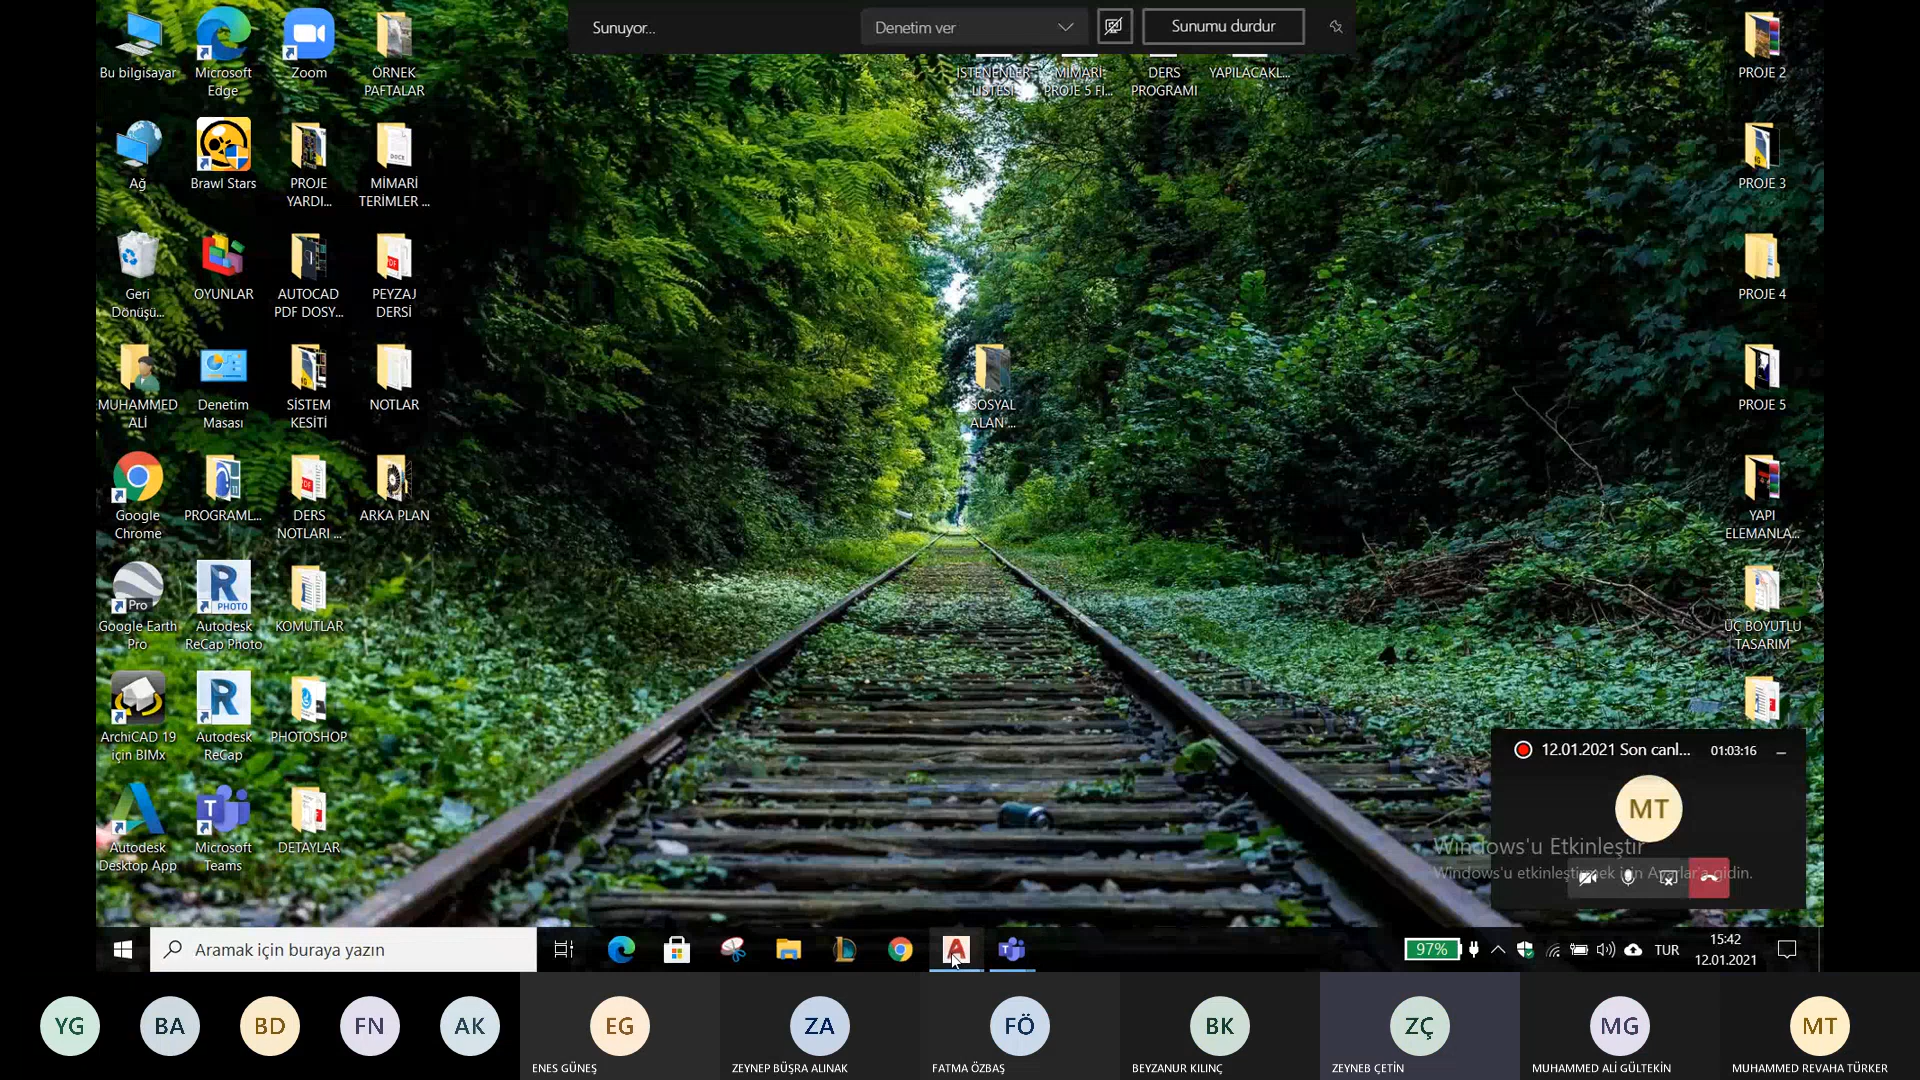 Sunuyor...
Denetim ver
Sunumu durdur
Bu bilgisayar
Microsoft
Edge
Zoom
ÖRNEK
PAFTALAR
İSTENENLER
LİSTESİ
MİMARİ
PROJE 5 Fİ...
DERS
PROGRAMI
YAPILACAKL...
PROJE 2
Ağ
Brawl Stars
PROJE
YARDI...
MİMARİ
TERİMLER ...
PROJE 3
Geri
Dönüşü...
OYUNLAR
AUTOCAD
PDF DOSY...
PEYZAJ
DERSİ
PROJE 4
MUHAMMED
ALİ
Denetim
Masası
SİSTEM
KESİTİ
NOTLAR
SOSYAL
ALAN ...
PROJE 5
Google
Chrome
PROGRAML...
DERS
NOTLARI ...
ARKA PLAN
YAPI
ELEMANLA...
Google Earth
Pro
Autodesk
ReCap Photo
KOMUTLAR
ÜÇ BOYUTLU
TASARIM
ArchiCAD 19
için BIMx
Autodesk
ReCap
PHOTOSHOP
12.01.2021 Son canl...
01:03:16
MT
Autodesk
Desktop App
Microsoft
Teams
DETAYLAR
Windows'u Etkinleştir
Windows'u etkinleştirmek için Ayarlar'a gidin.
Aramak için buraya yazın
97%
TUR
15:42
12.01.2021
YG
BA
BD
FN
AK
EG
ZA
FÖ
BK
ZÇ
MG
MT
ENES GÜNEŞ
ZEYNEP BÜŞRA ALINAK
FATMA ÖZBAŞ
BEYZANUR KILINÇ
ZEYNEB ÇETİN
MUHAMMED ALİ GÜLTEKİN
MUHAMMED REVAHA TÜRKER